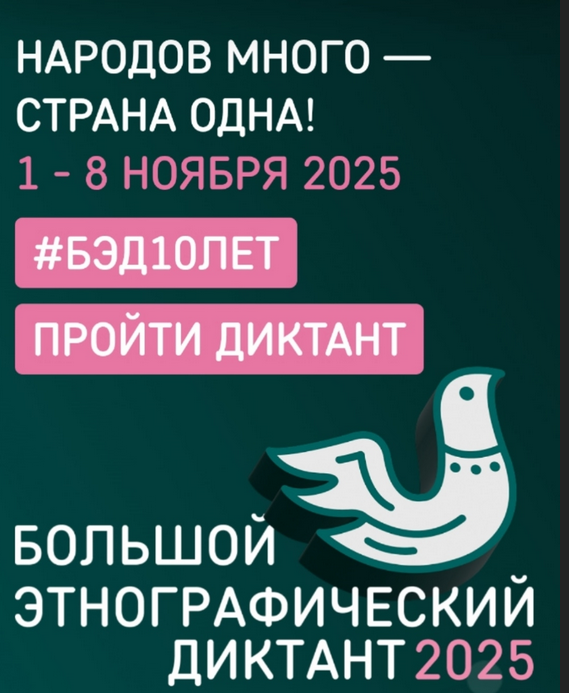 НАРОДОВ МНОГО —
СТРАНА ОДНА!
1 - 8 НОЯБРЯ 2025
#БЭД10ЛЕТ
ПРОЙТИ ДИКТАНТ
БОЛЬШОЙ
ЭТНОГРАФИЧЕСКИЙ
ДИКТАНТ 2025